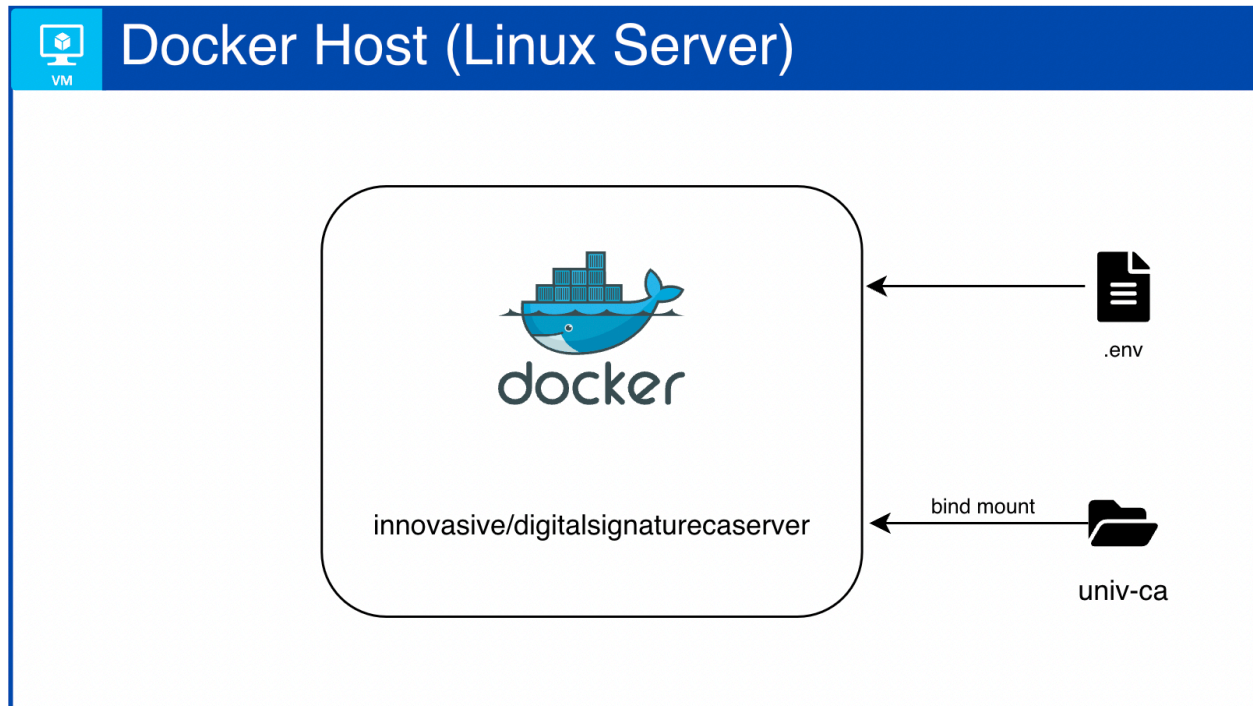 VM
Docker Host (Linux Server)
docker
.env
bind mount
innovasive/digitalsignaturecaserver
univ-ca